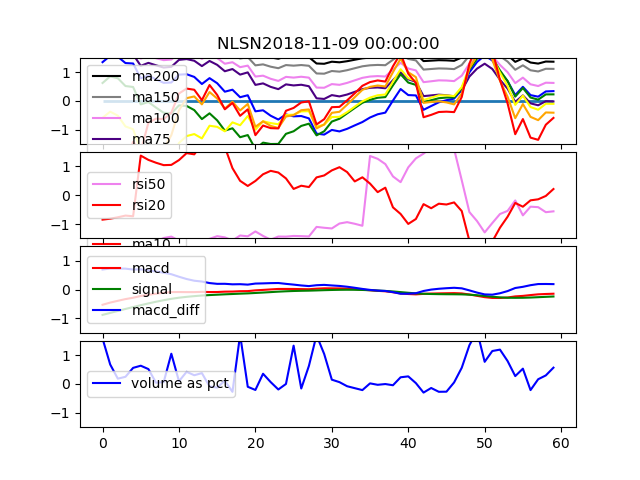 NLSN2018-11-09 00:00:00
1
0
−1
ma200
ma150
ma100
ma75
1
0
−1
rsi50
rsi20
ma10
1
0
−1
macd
signal
macd_diff
1
0
−1
volume as pct
0 10 20 30 40 50 60